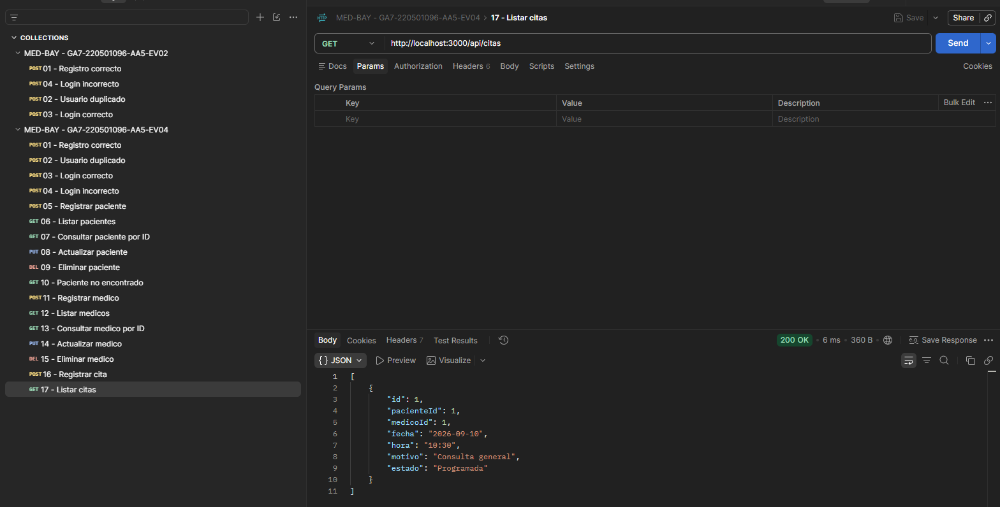 COLLECTIONS
MED-BAY - GA7-220501096-AA5-EV02
POST 01 - Registro correcto
POST 04 - Login incorrecto
POST 02 - Usuario duplicado
POST 03 - Login correcto
MED-BAY - GA7-220501096-AA5-EV04
POST 01 - Registro correcto
POST 02 - Usuario duplicado
POST 03 - Login correcto
POST 04 - Login incorrecto
POST 05 - Registrar paciente
GET 06 - Listar pacientes
GET 07 - Consultar paciente por ID
PUT 08 - Actualizar paciente
DEL 09 - Eliminar paciente
GET 10 - Paciente no encontrado
POST 11 - Registrar medico
GET 12 - Listar medicos
GET 13 - Consultar medico por ID
PUT 14 - Actualizar medico
DEL 15 - Eliminar medico
POST 16 - Registrar cita
GET 17 - Listar citas
HTTP MED-BAY - GA7-220501096-AA5-EV04 > 17 - Listar citas Save Share
GET http://localhost:3000/api/citas Send
Docs Params Authorization Headers 6 Body Scripts Settings Cookies
Query Params
Key Value Description Bulk Edit
Key Value Description
Body Cookies Headers 7 Test Results 200 OK • 6 ms • 360 B • e.g. Save Response
{} JSON Preview Visualize
1 [
2 {
3 "id": 1,
4 "pacienteId": 1,
5 "medicoId": 1,
6 "fecha": "2026-09-10",
7 "hora": "10:30",
8 "motivo": "Consulta general",
9 "estado": "Programada"
10 }
11 ]